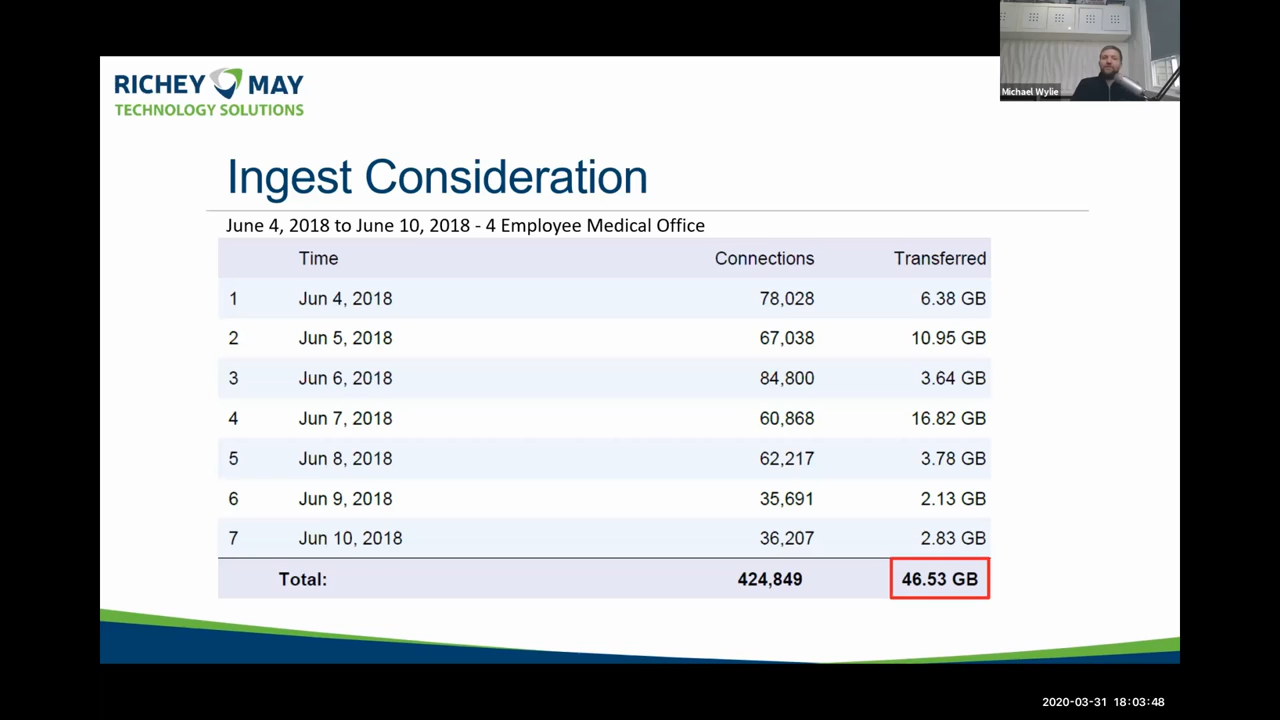 Michael Wylie
RICHEY MAY
TECHNOLOGY SOLUTIONS
Ingest Consideration
June 4, 2018 to June 10, 2018 - 4 Employee Medical Office
Time Connections Transferred
1 Jun 4, 2018 78,028 6.38 GB
2 Jun 5, 2018 67,038 10.95 GB
3 Jun 6, 2018 84,800 3.64 GB
4 Jun 7, 2018 60,868 16.82 GB
5 Jun 8, 2018 62,217 3.78 GB
6 Jun 9, 2018 35,691 2.13 GB
7 Jun 10, 2018 36,207 2.83 GB
Total: 424,849 46.53 GB
2020-03-31 18:03:48